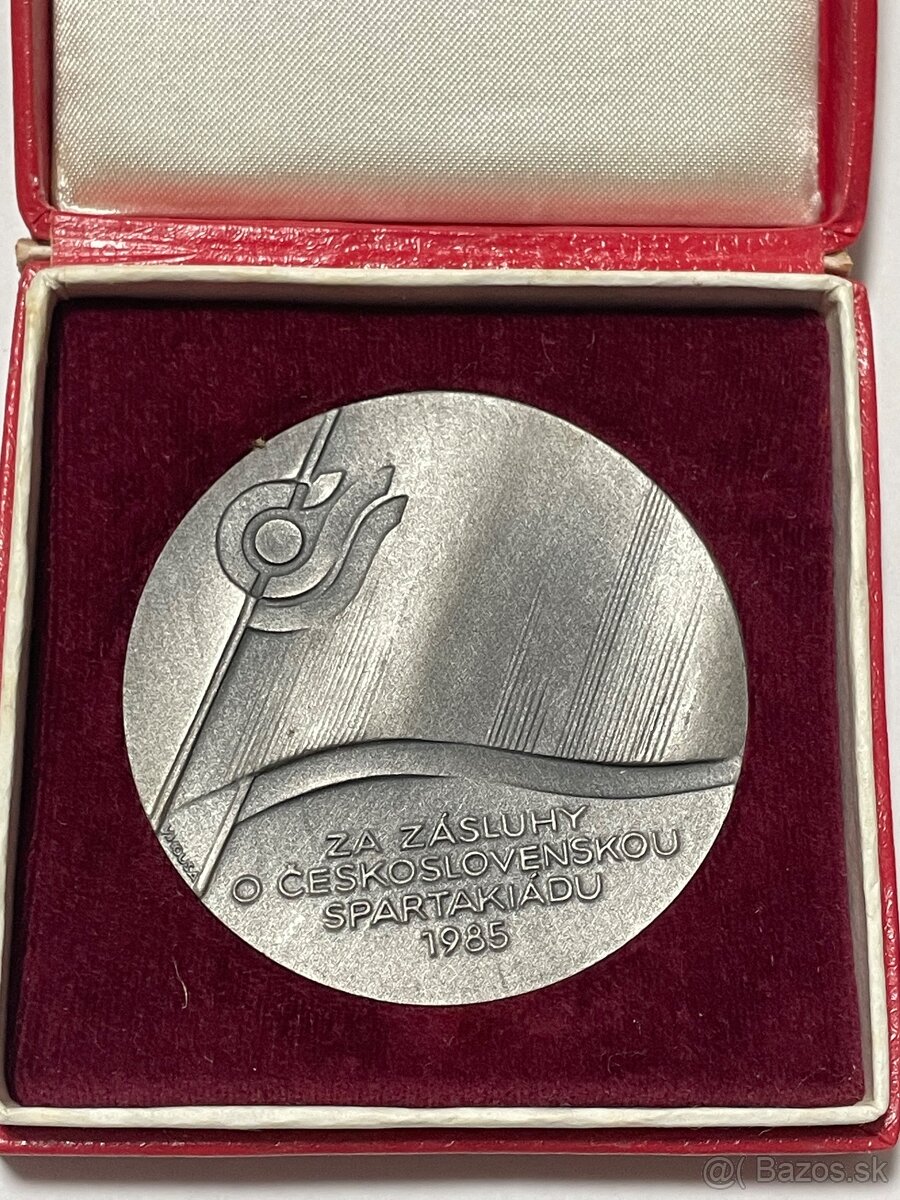 ZA ZÁSLUHY
O ČESKOSLOVENSKOU
SPARTAKIÁDU
1985
@( Bazos.sk